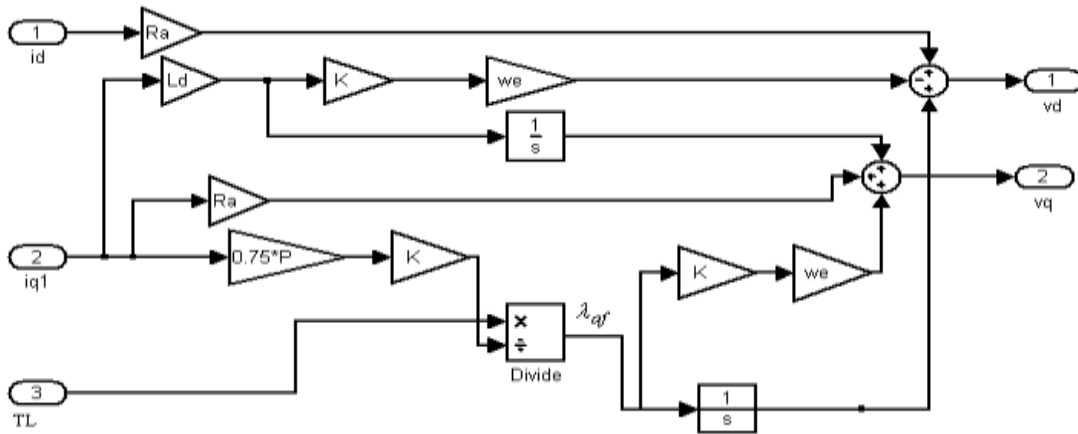 1
id
Ra
Ld
K
we
- + +
1
vd
1
s
+ + +
2
vq
Ra
2
iq1
0.75*P
K
K
we
λaf
×
÷
Divide
3
TL
1
s